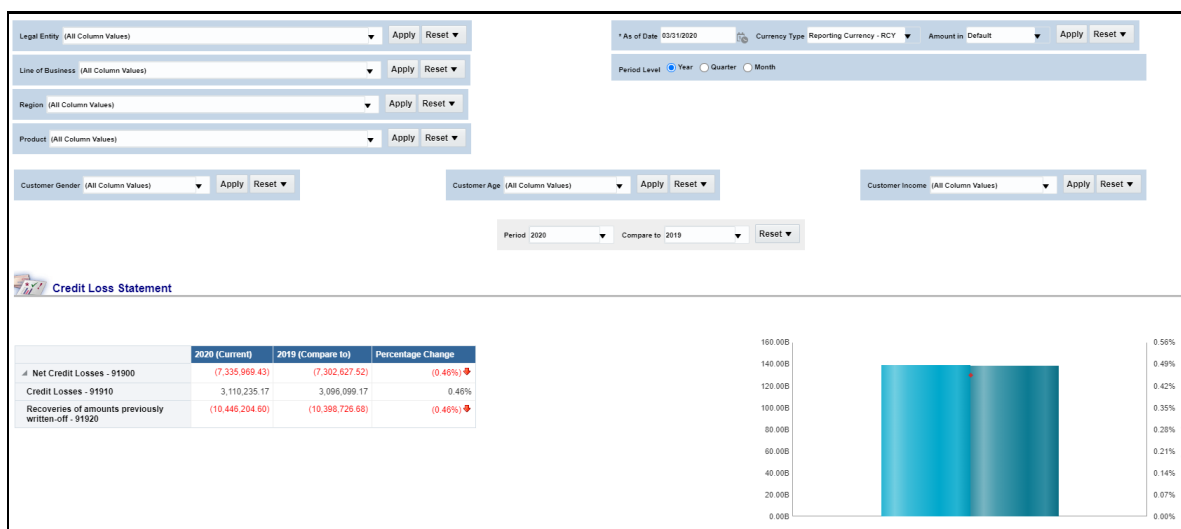 Legal Entity (All Column Values) Apply Reset
* As of Date 03/31/2020 Currency Type Reporting Currency - RCY Amount in Default Apply Reset
Line of Business (All Column Values) Apply Reset
Period Level Year Quarter Month
Region (All Column Values) Apply Reset
Product (All Column Values) Apply Reset
Customer Gender (All Column Values) Apply Reset
Customer Age (All Column Values) Apply Reset
Customer Income (All Column Values) Apply Reset
Period 2020 Compare to 2019 Reset
Credit Loss Statement
2020 (Current) 2019 (Compare to) Percentage Change
Net Credit Losses - 91900 (7,335,969.43) (7,302,627.52) (0.46%)
Credit Losses - 91910 3,110,235.17 3,096,099.17 0.46%
Recoveries of amounts previously
written-off - 91920 (10,446,204.60) (10,398,726.68) (0.46%)
160.00B 0.56%
140.00B 0.49%
120.00B 0.42%
100.00B 0.35%
80.00B 0.28%
60.00B 0.21%
40.00B 0.14%
20.00B 0.07%
0.00B 0.00%